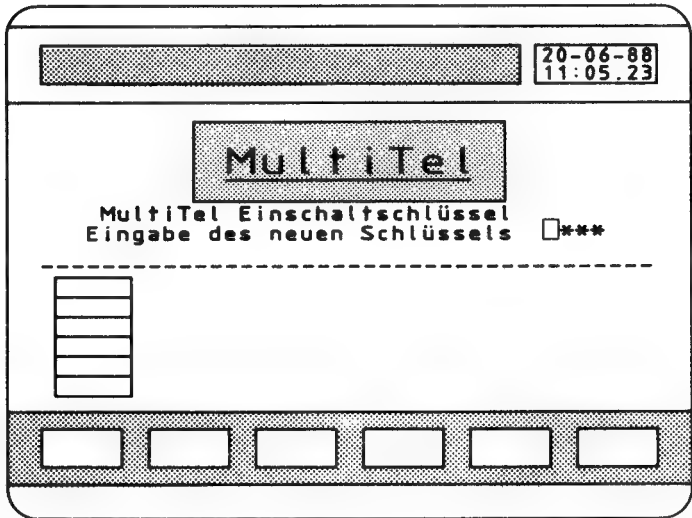 20-06-88
11:05.23
MultiTel
MultiTel Einschaltschlüssel
Eingabe des neuen Schlüssels □***